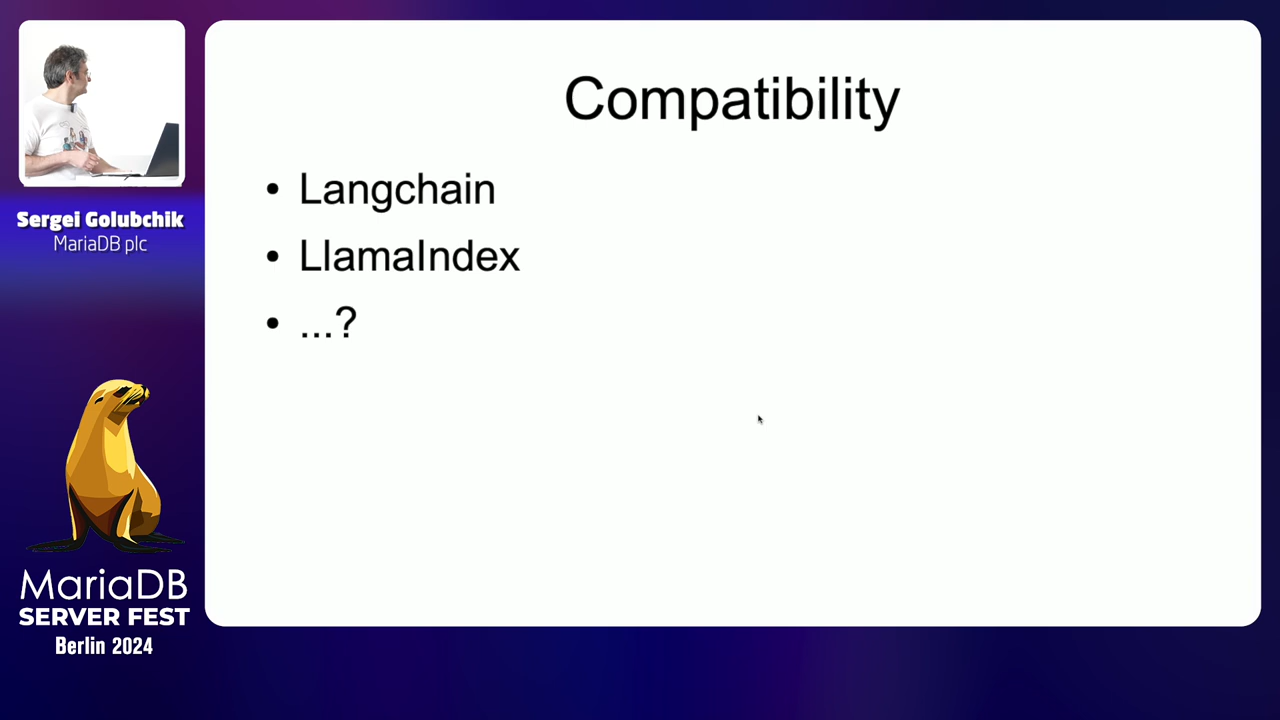 Compatibility
• Langchain
• LlamaIndex
• ...?
Sergei Golubchik
MariaDB plc
MariaDB
SERVER FEST
Berlin 2024